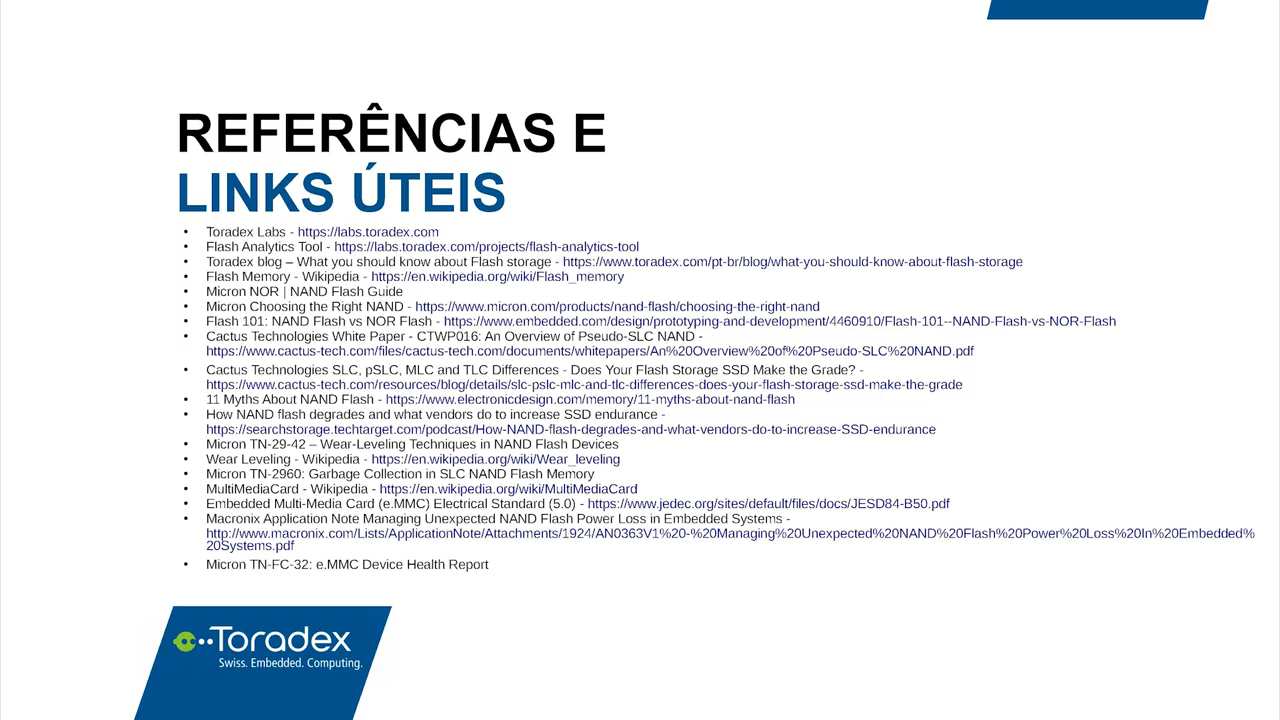 REFERÊNCIAS E
LINKS ÚTEIS
• Toradex Labs - https://labs.toradex.com
• Flash Analytics Tool - https://labs.toradex.com/projects/flash-analytics-tool
• Toradex blog – What you should know about Flash storage - https://www.toradex.com/pt-br/blog/what-you-should-know-about-flash-storage
• Flash Memory - Wikipedia - https://en.wikipedia.org/wiki/Flash_memory
• Micron NOR | NAND Flash Guide
• Micron Choosing the Right NAND - https://www.micron.com/products/nand-flash/choosing-the-right-nand
• Flash 101: NAND Flash vs NOR Flash - https://www.embedded.com/design/prototyping-and-development/4460910/Flash-101--NAND-Flash-vs-NOR-Flash
• Cactus Technologies White Paper - CTWP016: An Overview of Pseudo-SLC NAND -
https://www.cactus-tech.com/files/cactus-tech.com/documents/whitepapers/An%20Overview%20of%20Pseudo-SLC%20NAND.pdf
• Cactus Technologies SLC, pSLC, MLC and TLC Differences - Does Your Flash Storage SSD Make the Grade? -
https://www.cactus-tech.com/resources/blog/details/slc-pslc-mlc-and-tlc-differences-does-your-flash-storage-ssd-make-the-grade
• 11 Myths About NAND Flash - https://www.electronicdesign.com/memory/11-myths-about-nand-flash
• How NAND flash degrades and what vendors do to increase SSD endurance -
https://searchstorage.techtarget.com/podcast/How-NAND-flash-degrades-and-what-vendors-do-to-increase-SSD-endurance
• Micron TN-29-42 – Wear-Leveling Techniques in NAND Flash Devices
• Wear Leveling - Wikipedia - https://en.wikipedia.org/wiki/Wear_leveling
• Micron TN-2960: Garbage Collection in SLC NAND Flash Memory
• MultiMediaCard - Wikipedia - https://en.wikipedia.org/wiki/MultiMediaCard
• Embedded Multi-Media Card (e.MMC) Electrical Standard (5.0) - https://www.jedec.org/sites/default/files/docs/JESD84-B50.pdf
• Macronix Application Note Managing Unexpected NAND Flash Power Loss in Embedded Systems -
http://www.macronix.com/Lists/ApplicationNote/Attachments/1924/AN0363V1%20-%20Managing%20Unexpected%20NAND%20Flash%20Power%20Loss%20In%20Embedded%
20Systems.pdf
• Micron TN-FC-32: e.MMC Device Health Report
Toradex
Swiss. Embedded. Computing.